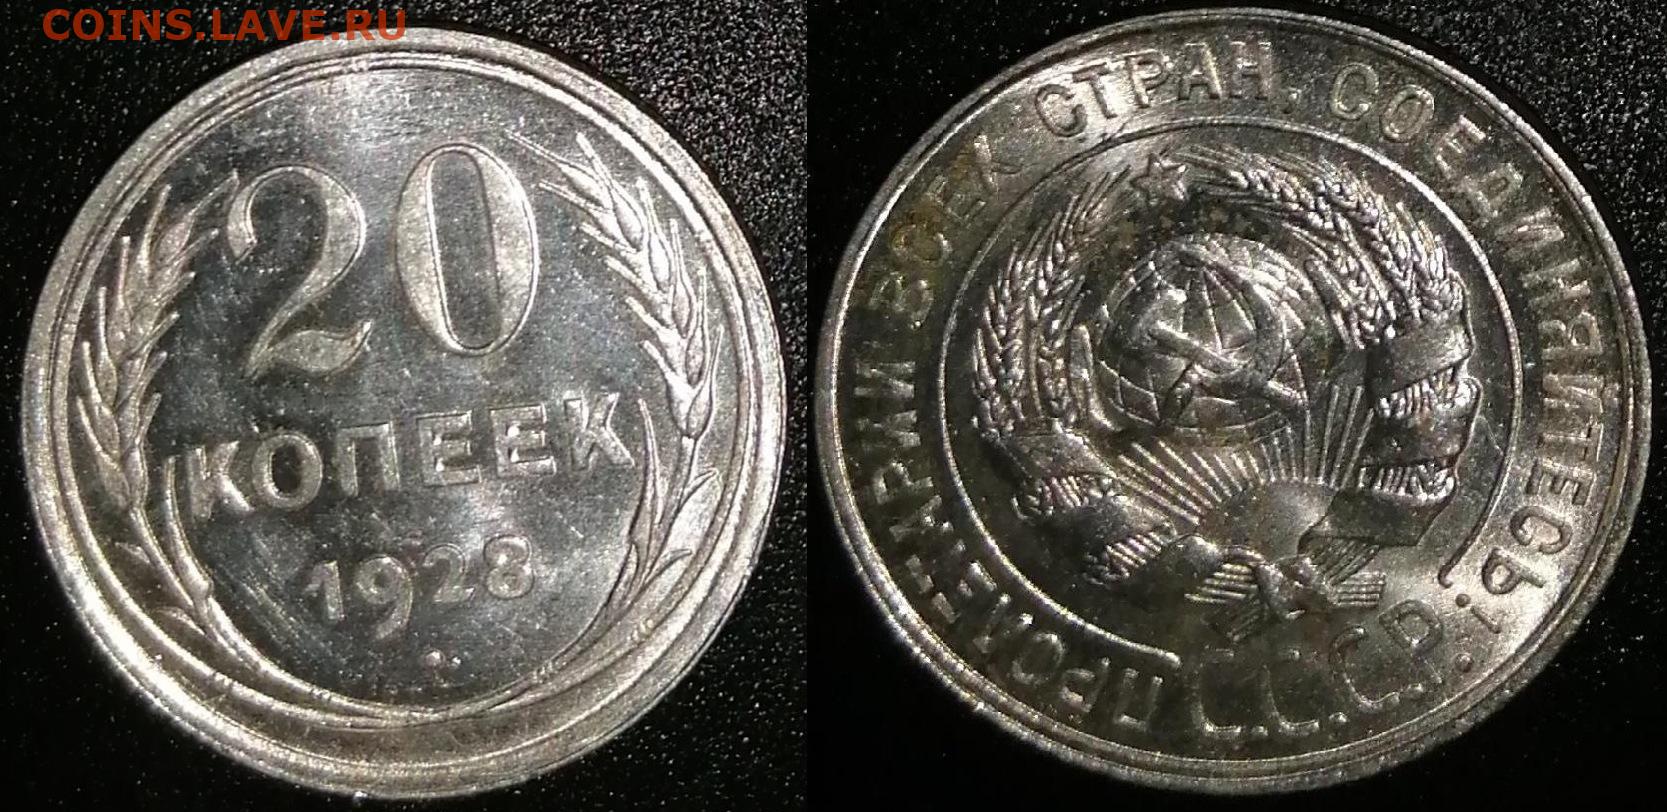 COINS.LAVE.RU
20
КОПЕЕК
1928
ПРОЛЕТАРИИ ВСЕХ СТРАН, СОЕДИНЯЙТЕСЬ!
С.С.С.Р.